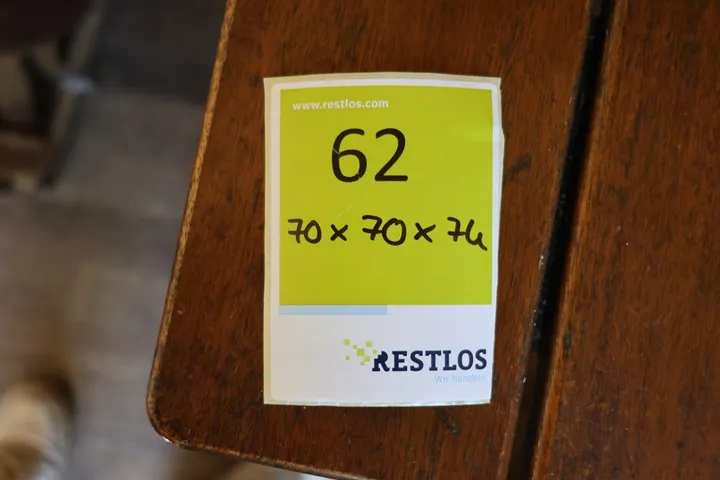 www.restlos.com
62
70 x 70 x 74
RESTLOS
Wir handeln